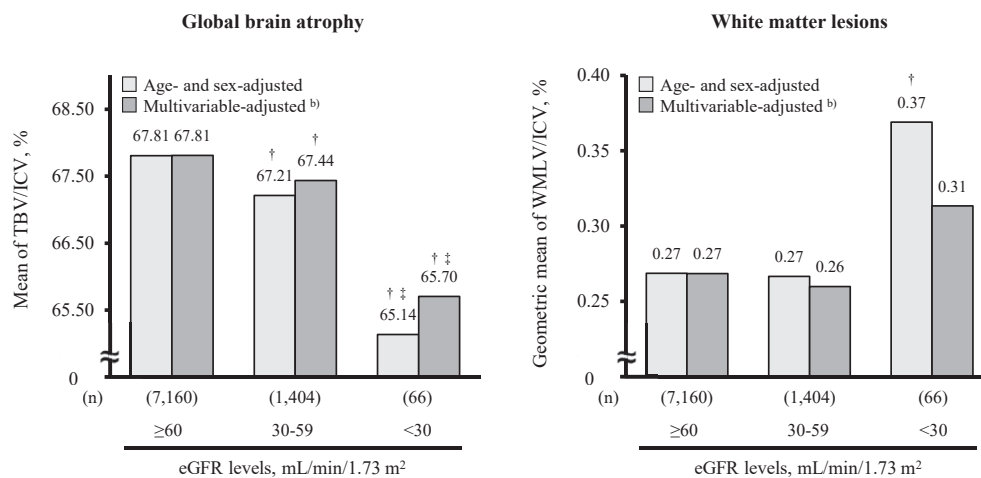 Global brain atrophy
Age- and sex-adjusted
Multivariable-adjusted b)
Mean of TBV/ICV, %
68.50
67.50
66.50
65.50
0
67.81 67.81
†
67.21
†
67.44
† ‡
65.14
† ‡
65.70
(n) (7,160) (1,404) (66)
≥60 30-59 <30
eGFR levels, mL/min/1.73 m²
White matter lesions
Age- and sex-adjusted
Multivariable-adjusted b)
Geometric mean of WMLV/ICV, %
0.40
0.35
0.30
0.25
0
0.27 0.27
0.27
0.26
†
0.37
0.31
(n) (7,160) (1,404) (66)
≥60 30-59 <30
eGFR levels, mL/min/1.73 m²